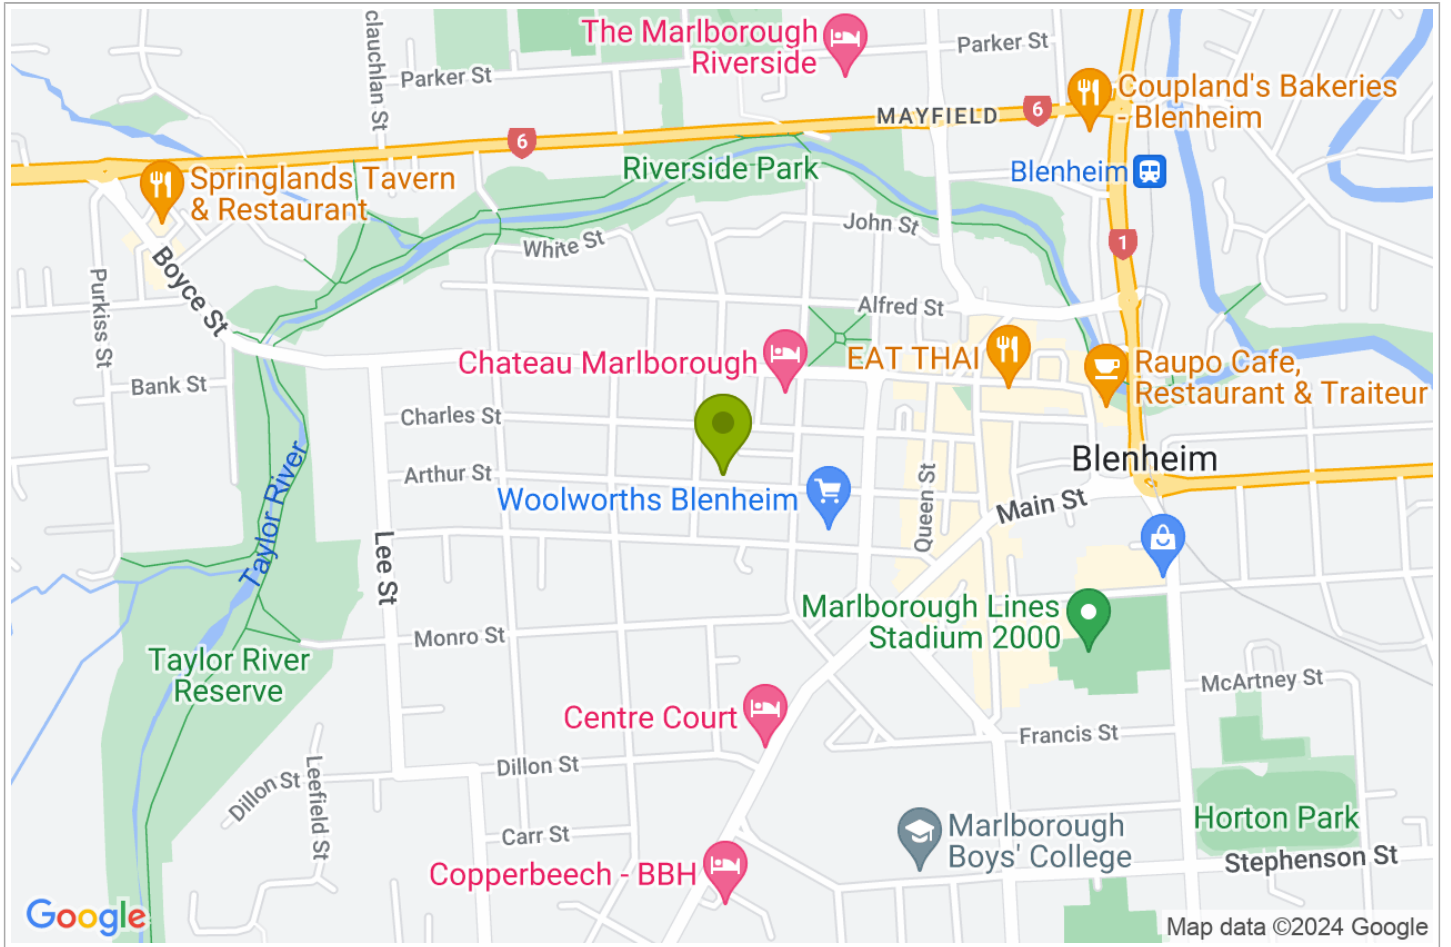 clauchlan St
The Marlborough
Riverside
Parker St
Parker St
Coupland's Bakeries
- Blenheim
6
MAYFIELD
6
Riverside Park
Blenheim
Springlands Tavern
& Restaurant
John St
White St
1
Boyce St
Purkiss St
Alfred St
Chateau Marlborough
EAT THAI
Raupo Cafe,
Restaurant & Traiteur
Bank St
Charles St
Blenheim
Arthur St
Woolworths Blenheim
Queen St
Main St
Taylor River
Lee St
Marlborough Lines
Stadium 2000
Monro St
Taylor River
Reserve
McArtney St
Centre Court
Francis St
Dillon St
Dillon St
Leefield St
Horton Park
Carr St
Marlborough
Boys' College
Stephenson St
Copperbeech - BBH
Google
Map data ©2024 Google